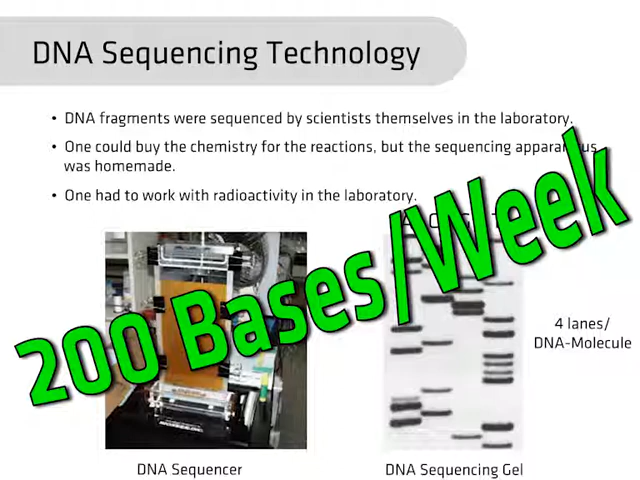 DNA Sequencing Technology
• DNA fragments were sequenced by scientists themselves in the laboratory.
• One could buy the chemistry for the reactions, but the sequencing apparatus
was homemade.
• One had to work with radioactivity in the laboratory.
200 Bases/Week
4 lanes/
DNA-Molecule
DNA Sequencer
DNA Sequencing Gel